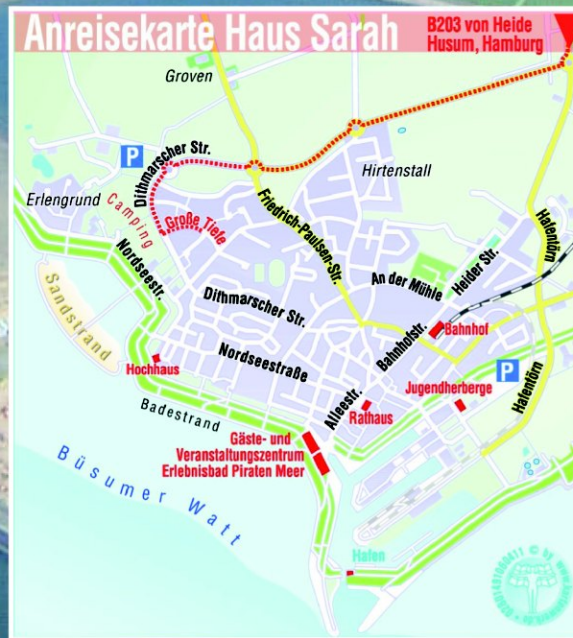 Anreisekarte Haus Sarah
B203 von Heide
Husum, Hamburg
Groven
P
Dithmarscher Str.
Hirtenstall
Erlengrund
Camping
Große Tiefe
Friedrich-Paulsen-Str.
Hafentörn
Nordseestr.
An der Mühle
Heider Str.
Sandstrand
Dithmarscher Str.
Bahnhofstr.
Bahnhof
Nordseestraße
Hochhaus
P
Alleestr.
Jugendherberge
Hafentörn
Rathaus
Badestrand
Gäste- und
Veranstaltungszentrum
Erlebnisbad Piraten Meer
Büsumer Watt
Hafen